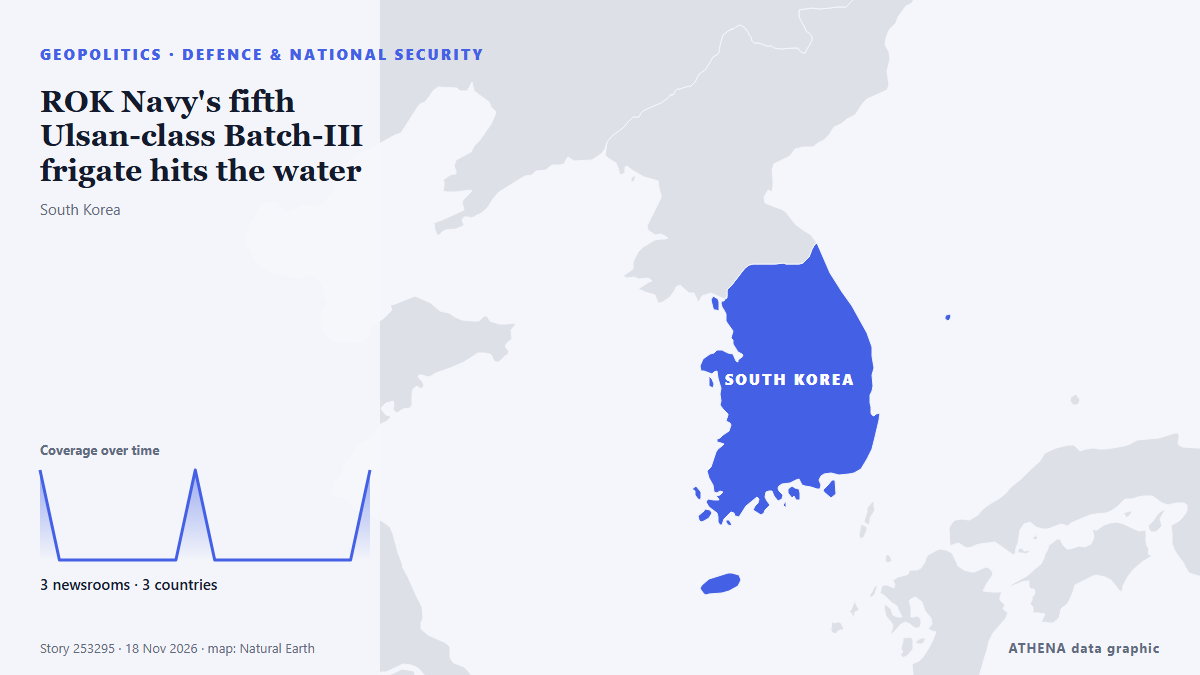 GEOPOLITICS · DEFENCE & NATIONAL SECURITY
ROK Navy's fifth
Ulsan-class Batch-III
frigate hits the water
South Korea
SOUTH KOREA
Coverage over time
3 newsrooms · 3 countries
Story 253295 · 18 Nov 2026 · map: Natural Earth
ATHENA data graphic